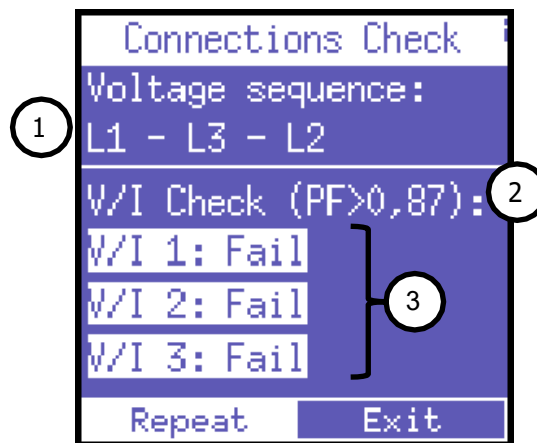 Connections Check
Voltage sequence:
1
L1 - L3 - L2
V/I Check (PF>0,87):
2
V/I 1: Fail
V/I 2: Fail
3
V/I 3: Fail
Repeat Exit